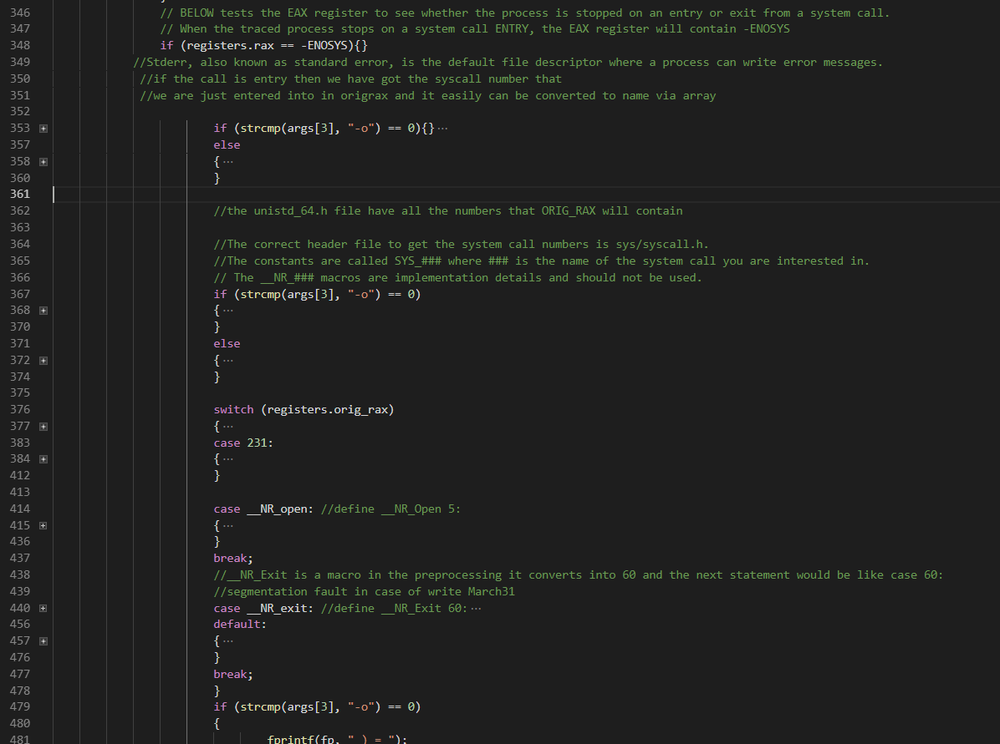 346 // BELOW tests the EAX register to see whether the process is stopped on an entry or exit from a system call.
347 // When the traced process stops on a system call ENTRY, the EAX register will contain -ENOSYS
348 if (registers.rax == -ENOSYS){}
349 //Stderr, also known as standard error, is the default file descriptor where a process can write error messages.
350 //if the call is entry then we have got the syscall number that
351 //we are just entered into in origrax and it easily can be converted to name via array
352
353 if (strcmp(args[3], "-o") == 0){}···
357 else
358 {···
360 }
361
362 //the unistd_64.h file have all the numbers that ORIG_RAX will contain
363
364 //The correct header file to get the system call numbers is sys/syscall.h.
365 //The constants are called SYS_### where ### is the name of the system call you are interested in.
366 // The __NR_### macros are implementation details and should not be used.
367 if (strcmp(args[3], "-o") == 0)
368 {···
370 }
371 else
372 {···
374 }
375
376 switch (registers.orig_rax)
377 {···
383 case 231:
384 {···
412 }
413
414 case __NR_open: //define __NR_Open 5:
415 {···
436 }
437 break;
438 //__NR_Exit is a macro in the preprocessing it converts into 60 and the next statement would be like case 60:
439 //segmentation fault in case of write March31
440 case __NR_exit: //define __NR_Exit 60:···
456 default:
457 {···
476 }
477 break;
478 }
479 if (strcmp(args[3], "-o") == 0)
480 {
481 fprintf(fp, " ) = ");